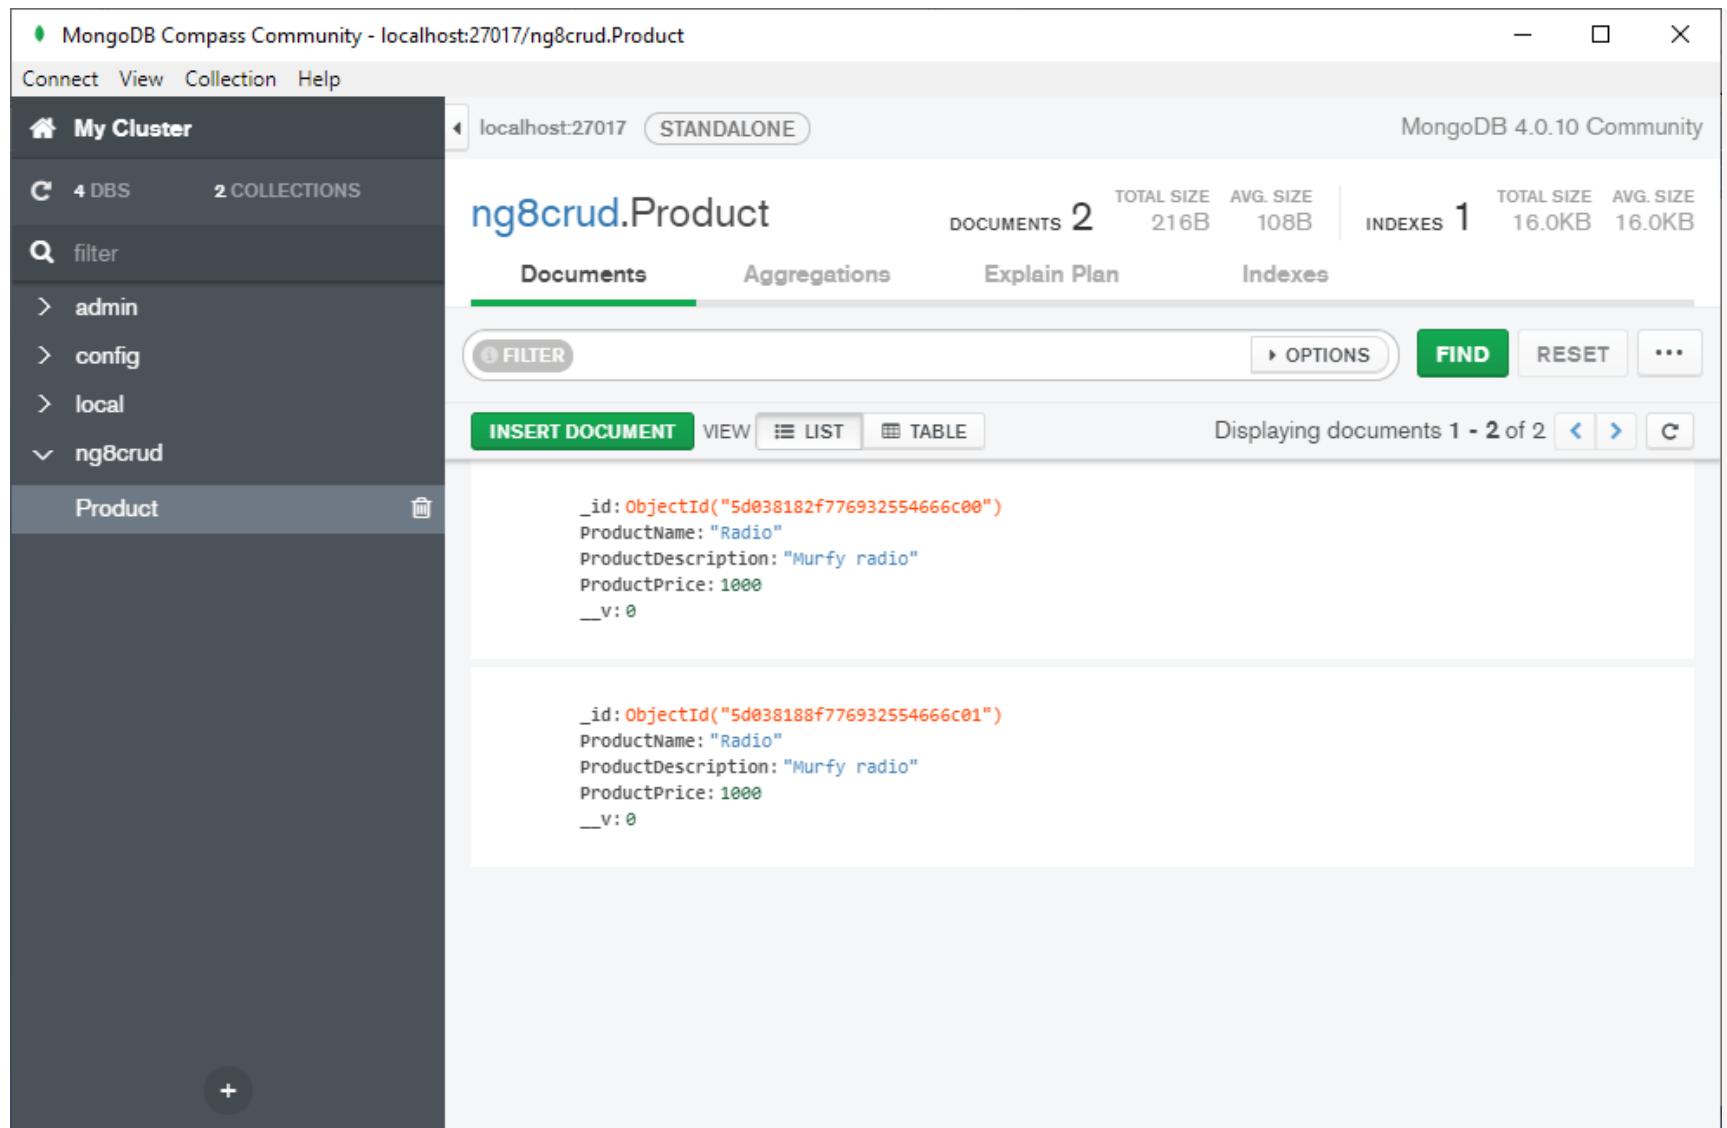 MongoDB Compass Community - localhost:27017/ng8crud.Product
Connect View Collection Help
My Cluster
4 DBS 2 COLLECTIONS
filter
admin
config
local
ng8crud
Product
localhost:27017 STANDALONE MongoDB 4.0.10 Community
ng8crud.Product DOCUMENTS 2 TOTAL SIZE 216B AVG. SIZE 108B INDEXES 1 TOTAL SIZE 16.0KB AVG. SIZE 16.0KB
Documents Aggregations Explain Plan Indexes
FILTER OPTIONS FIND RESET ...
INSERT DOCUMENT VIEW LIST TABLE Displaying documents 1 - 2 of 2
_id: ObjectId("5d038182f776932554666c00")
ProductName: "Radio"
ProductDescription: "Murfy radio"
ProductPrice: 1000
__v: 0
_id: ObjectId("5d038188f776932554666c01")
ProductName: "Radio"
ProductDescription: "Murfy radio"
ProductPrice: 1000
__v: 0